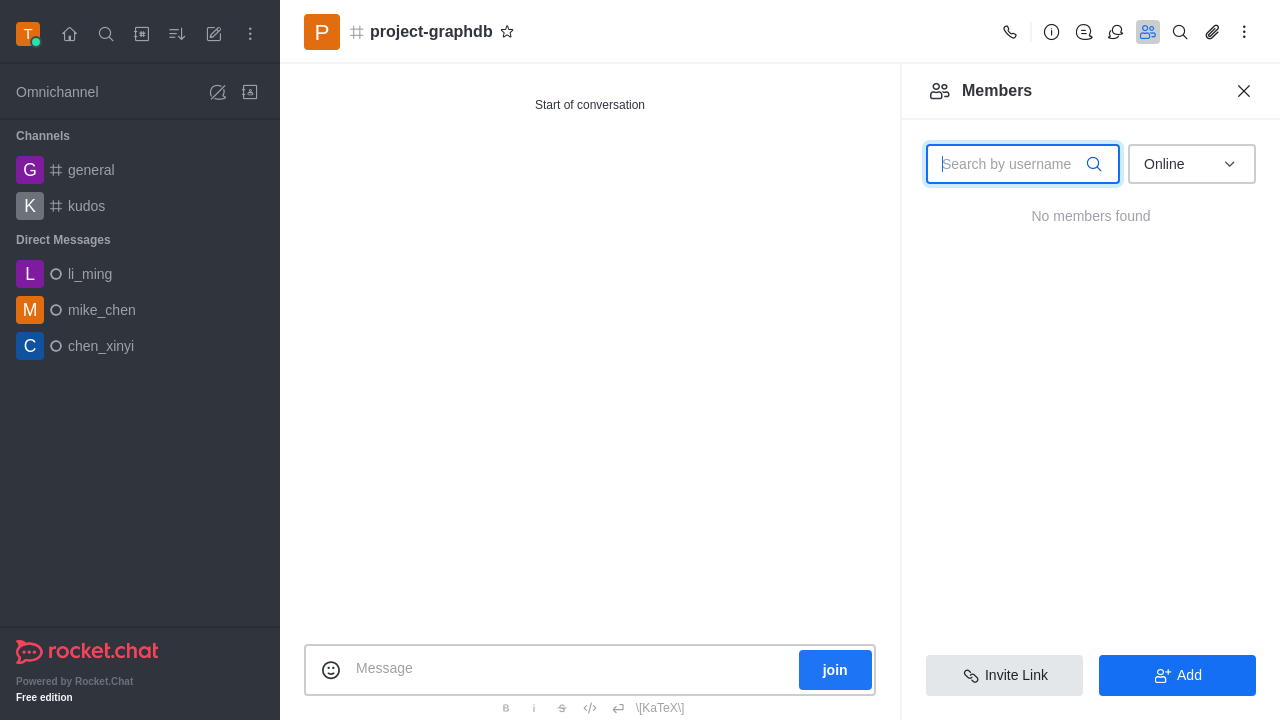 T
Omnichannel
Channels
G general
K kudos
Direct Messages
L li_ming
M mike_chen
C chen_xinyi
rocket.chat
Powered by Rocket.Chat
Free edition
P project-graphdb
Start of conversation
Message
join
B i S \[KaTeX\]
Members
Search by username
Online
No members found
Invite Link
Add